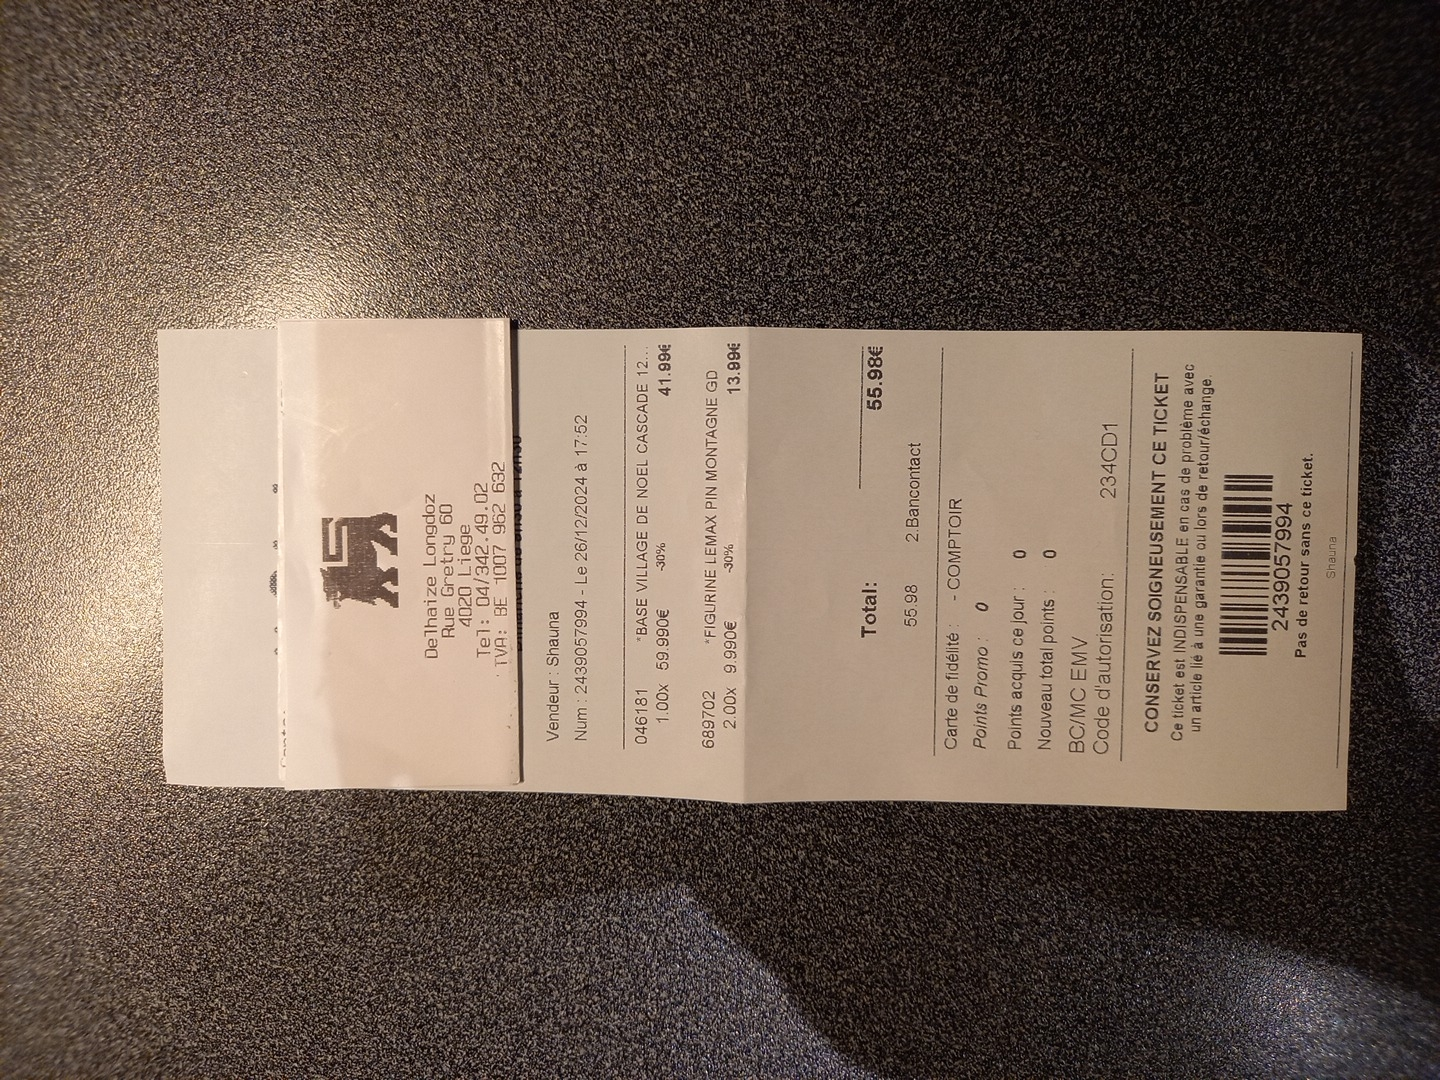 Delhaize Longdoz
Rue Gretry 60
4020 Liege
Tel: 04/342.49.02
TVA: BE 1007 962 632
Vendeur : Shauna
Num : 2439057994 - Le 26/12/2024 à 17:52
046181 *BASE VILLAGE DE NOEL CASCADE 12...
1.00x 59.990€ -30% 41.99€
689702 *FIGURINE LEMAX PIN MONTAGNE GD
2.00x 9.990€ -30% 13.99€
Total: 55.98€
55.98 2.Bancontact
Carte de fidélité : - COMPTOIR
Points Promo : 0
Points acquis ce jour : 0
Nouveau total points : 0
BC/MC EMV
Code d'autorisation: 234CD1
CONSERVEZ SOIGNEUSEMENT CE TICKET
Ce ticket est INDISPENSABLE en cas de problème avec
un article lié à une garantie ou lors de retour/échange.
2439057994
Pas de retour sans ce ticket.
Shauna